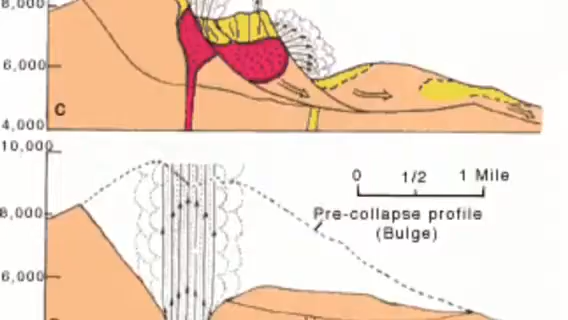 8,000
6,000
C
4,000
10,000
0 1/2 1 Mile
8,000
Pre-collapse profile
(Bulge)
6,000